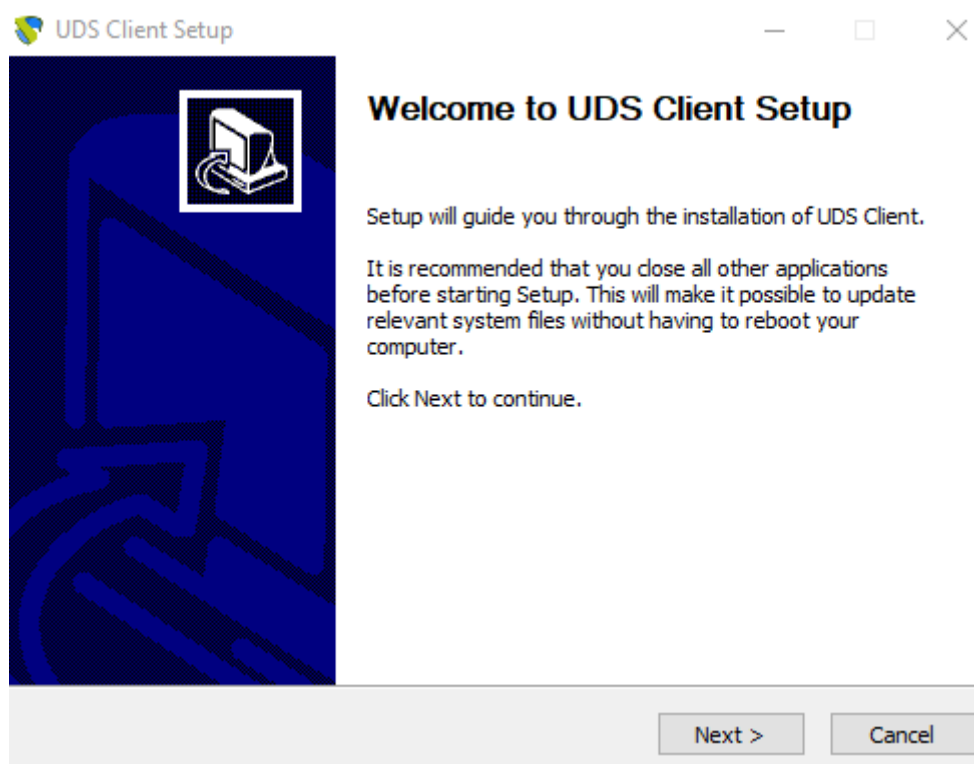 UDS Client Setup
Welcome to UDS Client Setup
Setup will guide you through the installation of UDS Client.
It is recommended that you close all other applications
before starting Setup. This will make it possible to update
relevant system files without having to reboot your
computer.
Click Next to continue.
Next >
Cancel